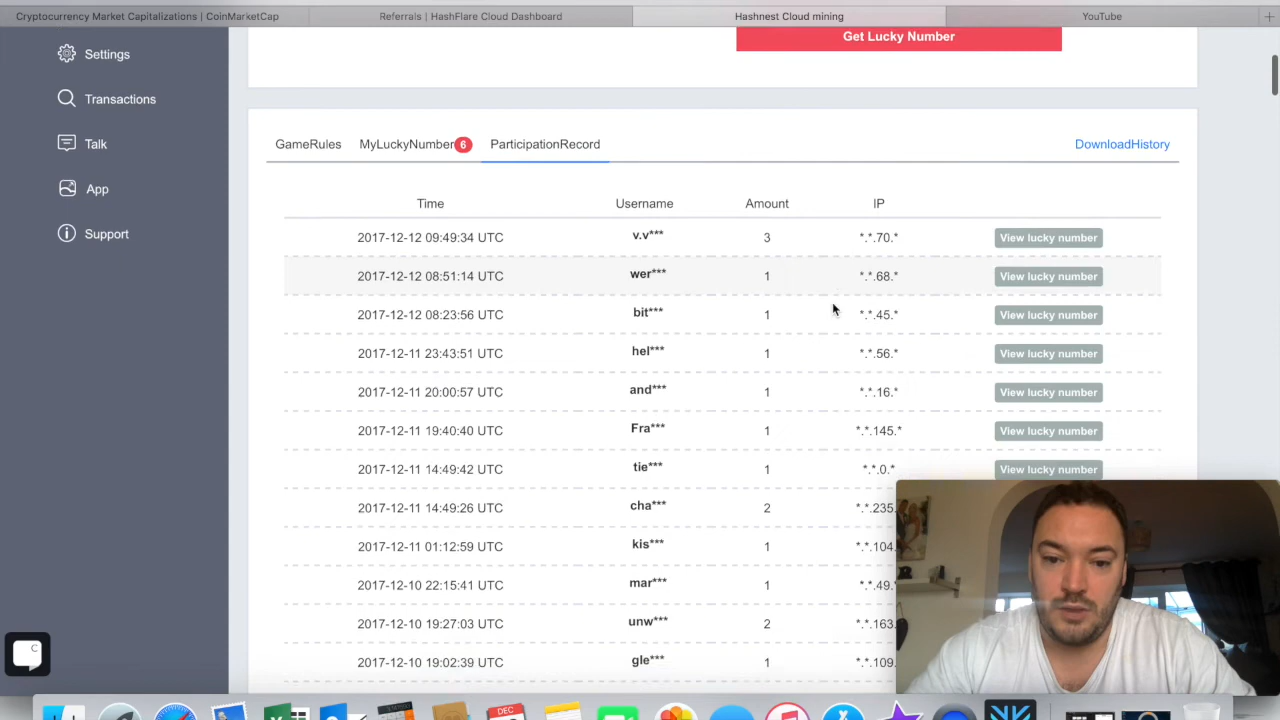 Cryptocurrency Market Capitalizations | CoinMarketCap
Referrals | HashFlare Cloud Dashboard
Hashnest Cloud mining
YouTube
Get Lucky Number
Settings
Transactions
Talk
App
Support
GameRules MyLuckyNumber 6 ParticipationRecord DownloadHistory
Time Username Amount IP
2017-12-12 09:49:34 UTC v.v*** 3 *.*.70.* View lucky number
2017-12-12 08:51:14 UTC wer*** 1 *.*.68.* View lucky number
2017-12-12 08:23:56 UTC bit*** 1 *.*.45.* View lucky number
2017-12-11 23:43:51 UTC hel*** 1 *.*.56.* View lucky number
2017-12-11 20:00:57 UTC and*** 1 *.*.16.* View lucky number
2017-12-11 19:40:40 UTC Fra*** 1 *.*.145.* View lucky number
2017-12-11 14:49:42 UTC tie*** 1 *.*.0.* View lucky number
2017-12-11 14:49:26 UTC cha*** 2 *.*.235.
2017-12-11 01:12:59 UTC kis*** 1 *.*.104.
2017-12-10 22:15:41 UTC mar*** 1 *.*.49.
2017-12-10 19:27:03 UTC unw*** 2 *.*.163.
2017-12-10 19:02:39 UTC gle*** 1 *.*.109.
C
DEC